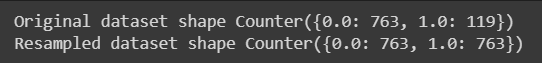 Original dataset shape Counter({0.0: 763, 1.0: 119})
Resampled dataset shape Counter({0.0: 763, 1.0: 763})